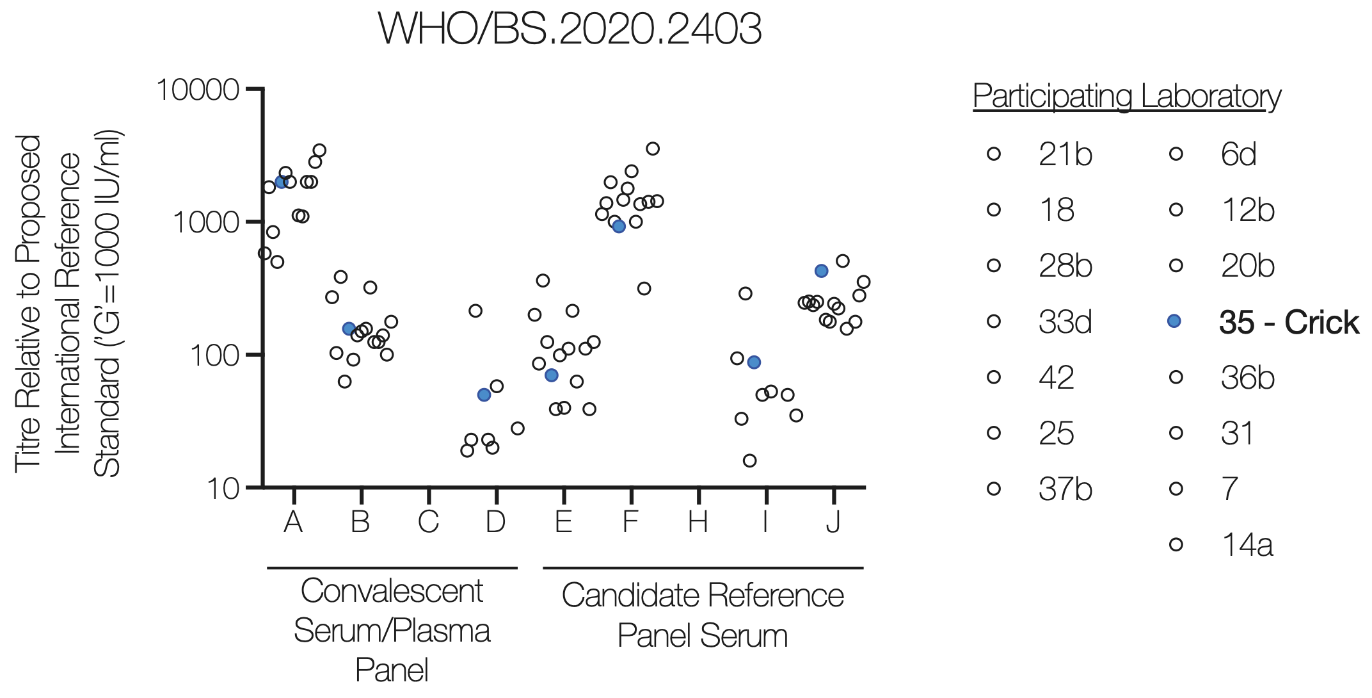 WHO/BS.2020.2403
Titre Relative to Proposed
International Reference
Standard ('G'=1000 IU/ml)
10000
1000
100
10
A B C D E F H I J
Convalescent
Serum/Plasma
Panel
Candidate Reference
Panel Serum
Participating Laboratory
21b 6d
18 12b
28b 20b
33d 35 - Crick
42 36b
25 31
37b 7
14a